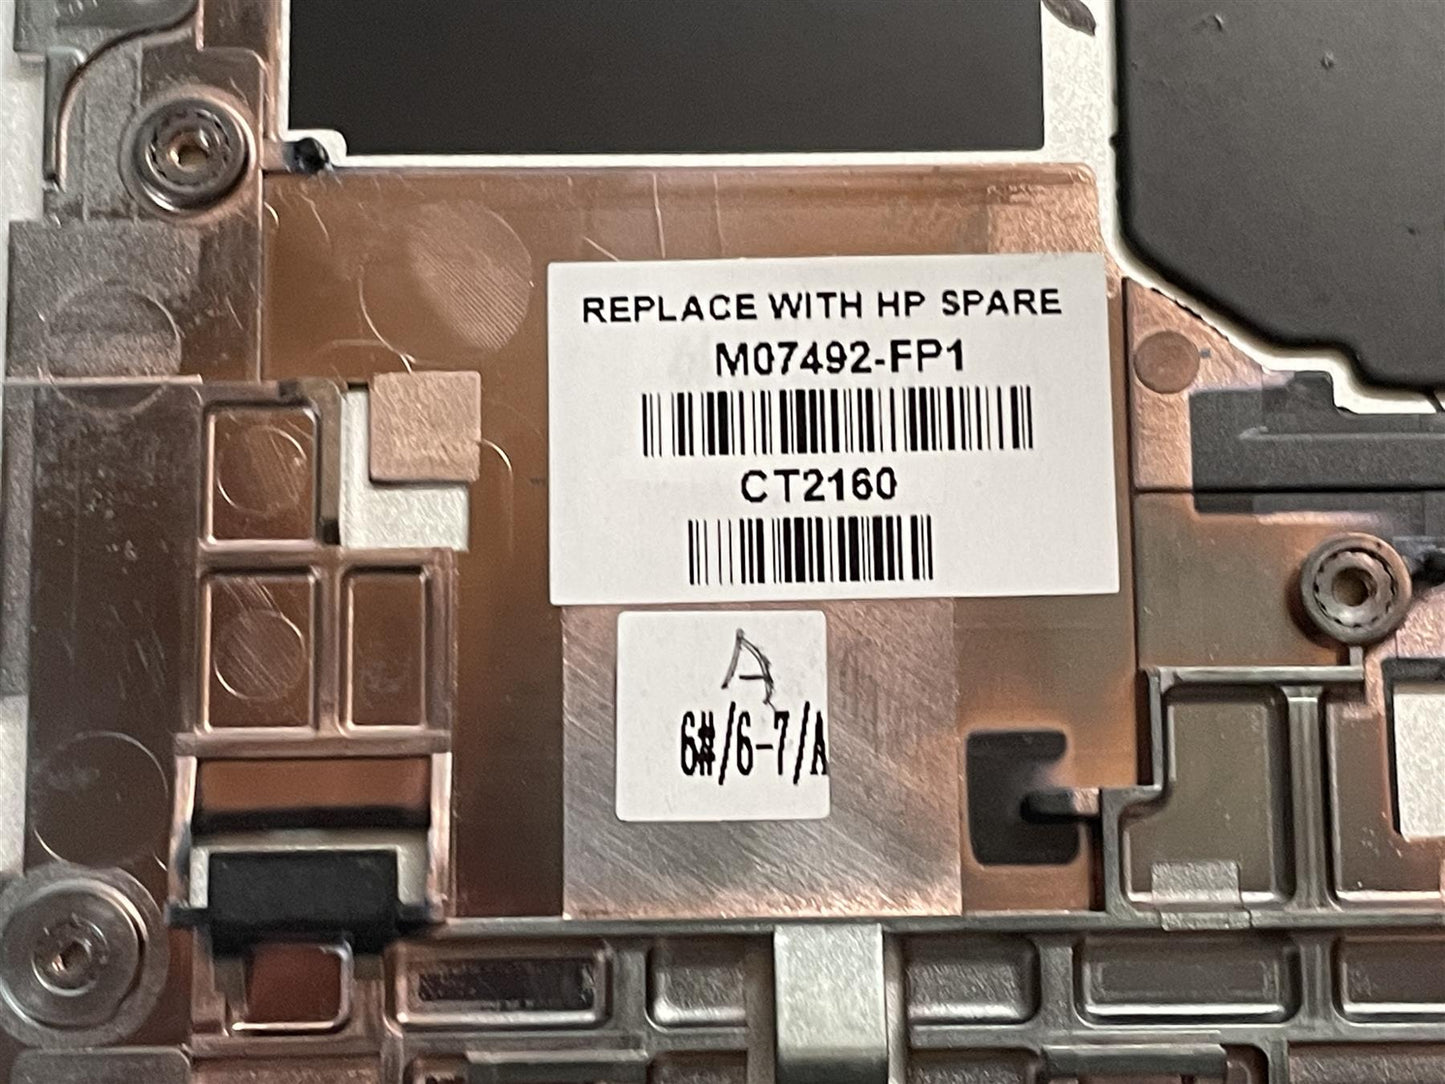 REPLACE WITH HP SPARE
M07492-FP1
CT2160
A
6#/6-7/A